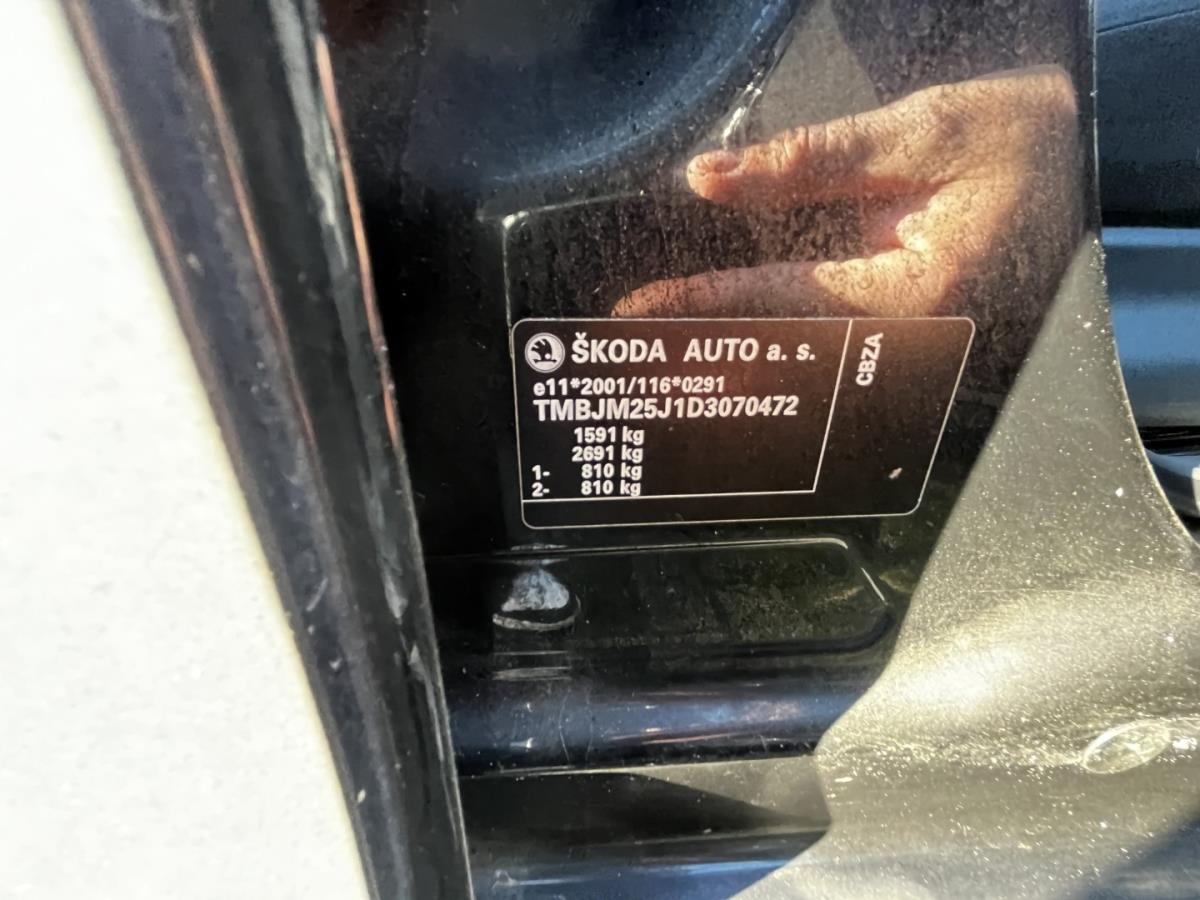 ŠKODA AUTO a. s.
e11*2001/116*0291
TMBJM25J1D3070472
1591 kg
2691 kg
1- 810 kg
2- 810 kg
CBZA